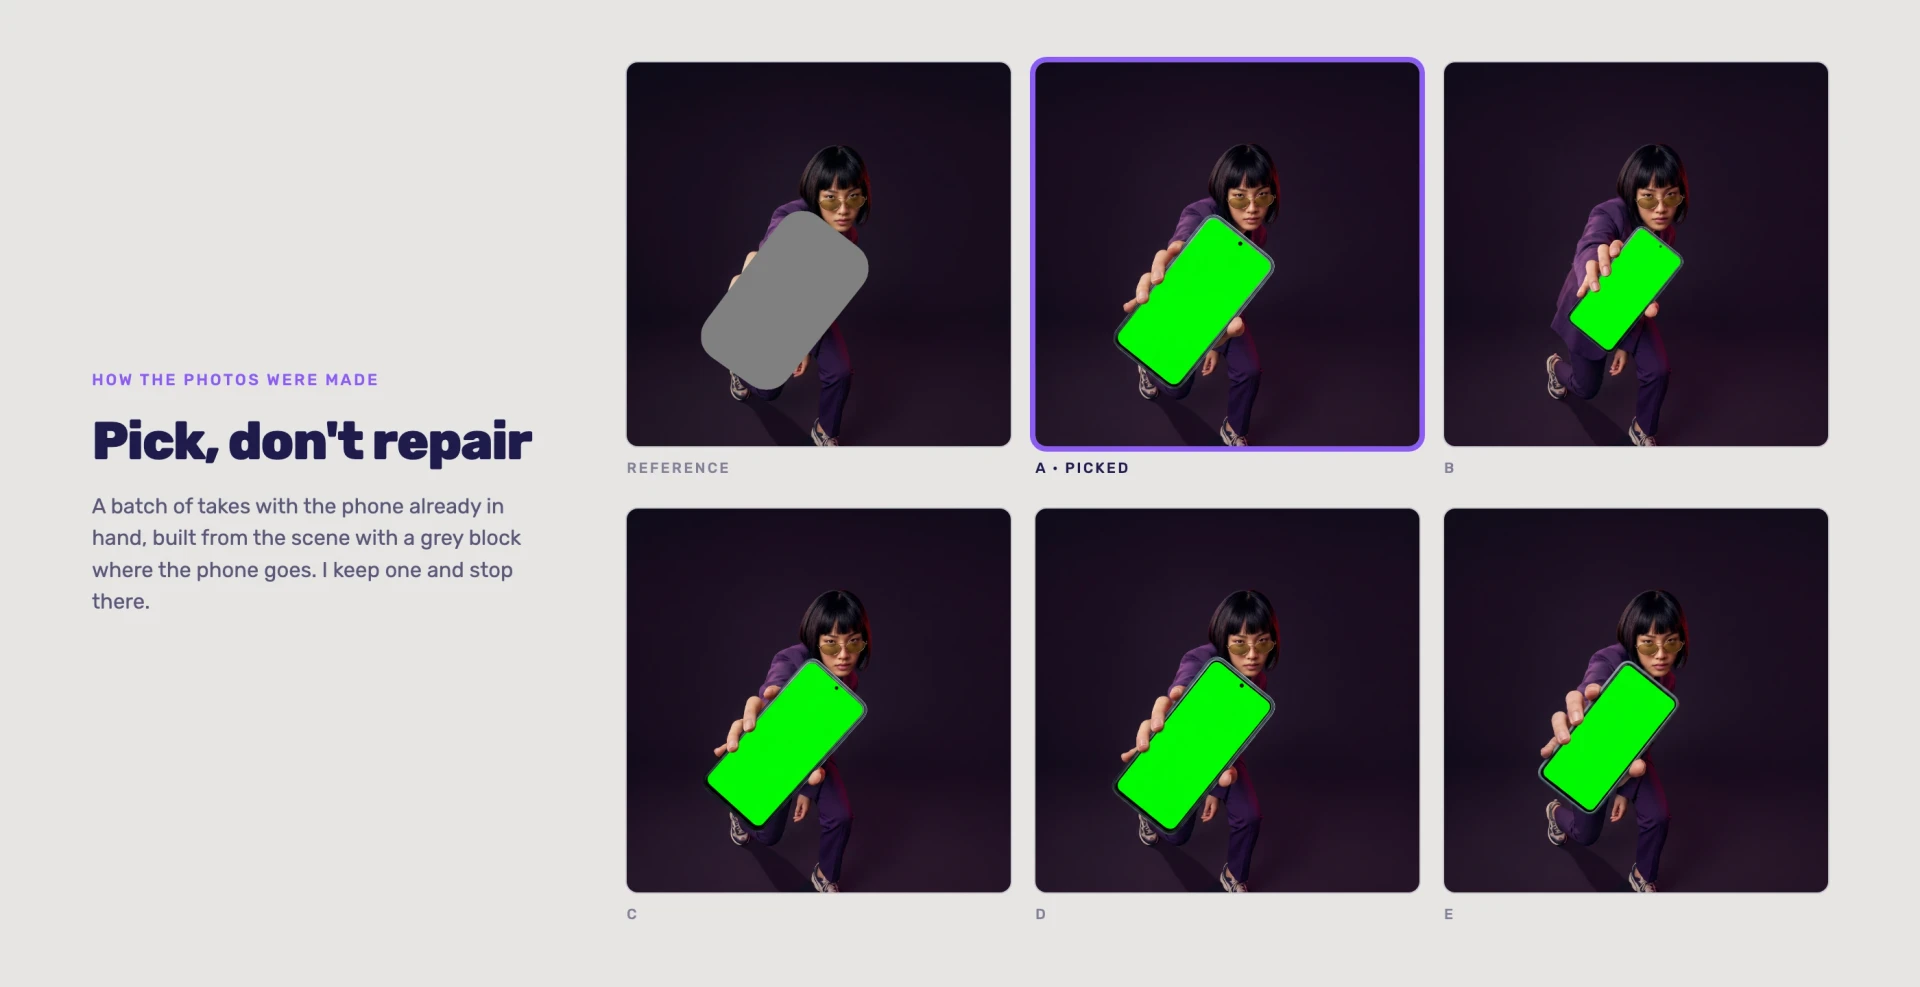 HOW THE PHOTOS WERE MADE
Pick, don't repair
A batch of takes with the phone already in
hand, built from the scene with a grey block
where the phone goes. I keep one and stop
there.
REFERENCE
A • PICKED
B
C
D
E